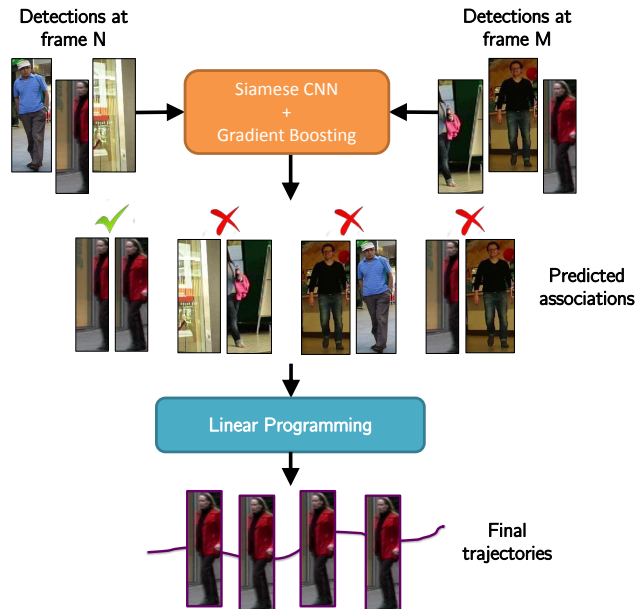 Detections at
frame N
Detections at
frame M
Siamese CNN
+
Gradient Boosting
Predicted
associations
Linear Programming
Final
trajectories